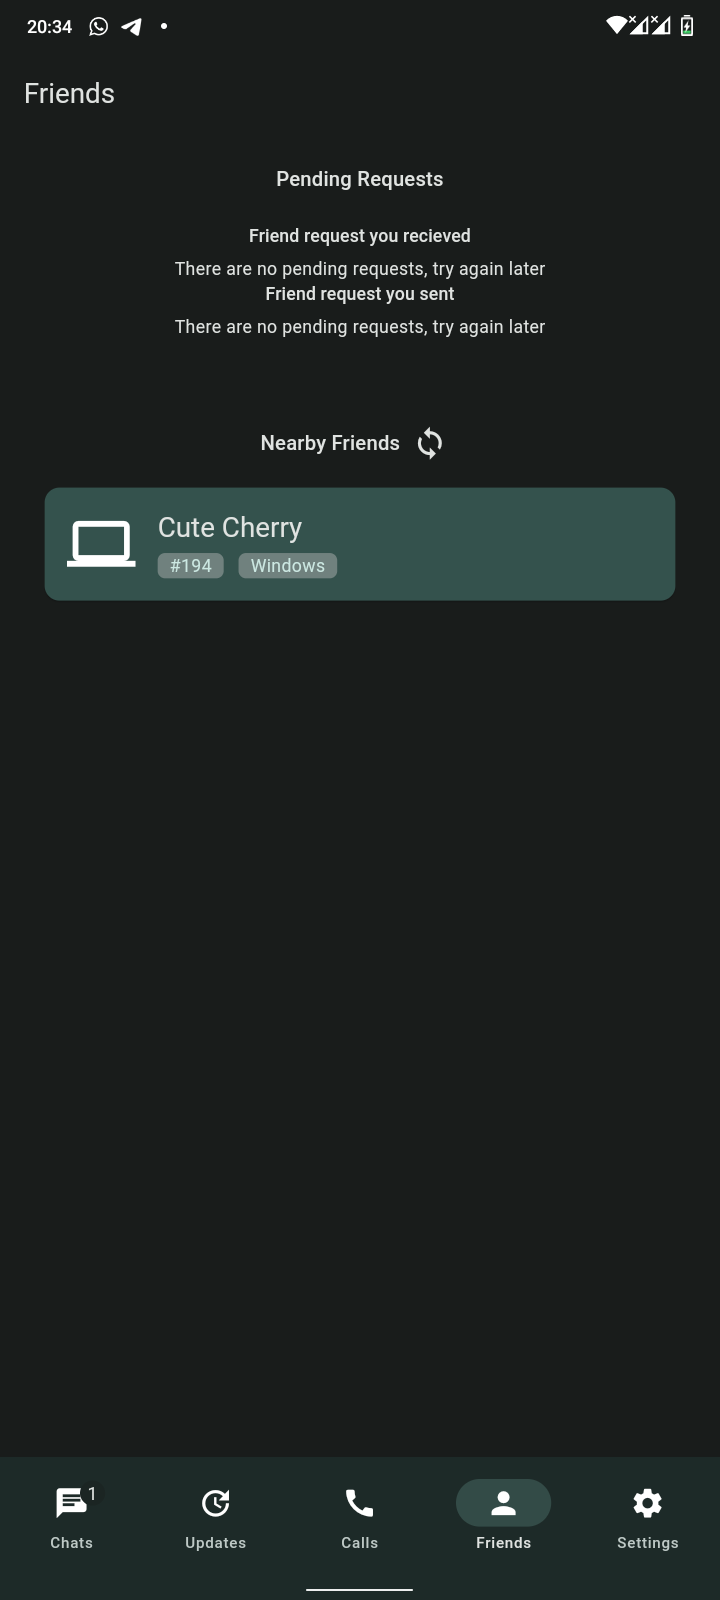 20:34
Friends
Pending Requests
Friend request you recieved
There are no pending requests, try again later
Friend request you sent
There are no pending requests, try again later
Nearby Friends
Cute Cherry
#194 Windows
1
Chats Updates Calls Friends Settings